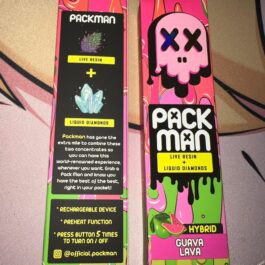 PACKMAN
LIVE RESIN
+
LIQUID DIAMONDS
Packman has gone the
extra mile to combine these
two concentrates so
you can have this
world-renowned experience,
wherever you want. Grab a
Pack Man and know you
have the best of the best,
right in your pocket!
* RECHARGEABLE DEVICE
* PREHEAT FUNCTION
* PRESS BUTTON 5 TIMES
TO TURN ON / OFF
@official.packman
PACK
MAN
LIVE RESIN
+
LIQUID DIAMONDS
HYBRID
GUAVA
LAVA